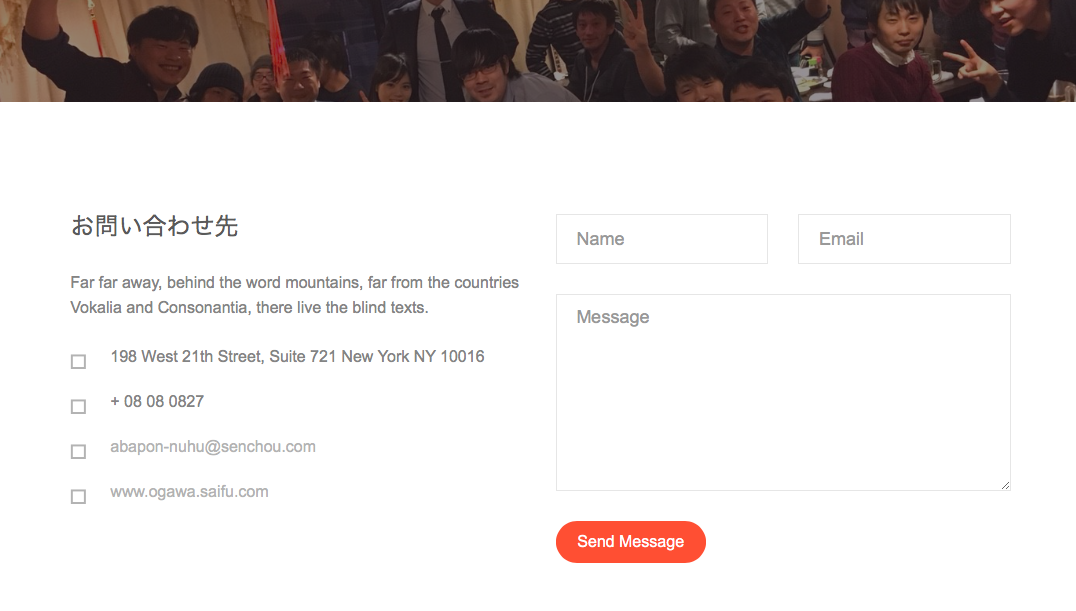 お問い合わせ先
Far far away, behind the word mountains, far from the countries
Vokalia and Consonantia, there live the blind texts.
198 West 21th Street, Suite 721 New York NY 10016
+ 08 08 0827
abapon-nuhu@senchou.com
www.ogawa.saifu.com
Name
Email
Message
Send Message